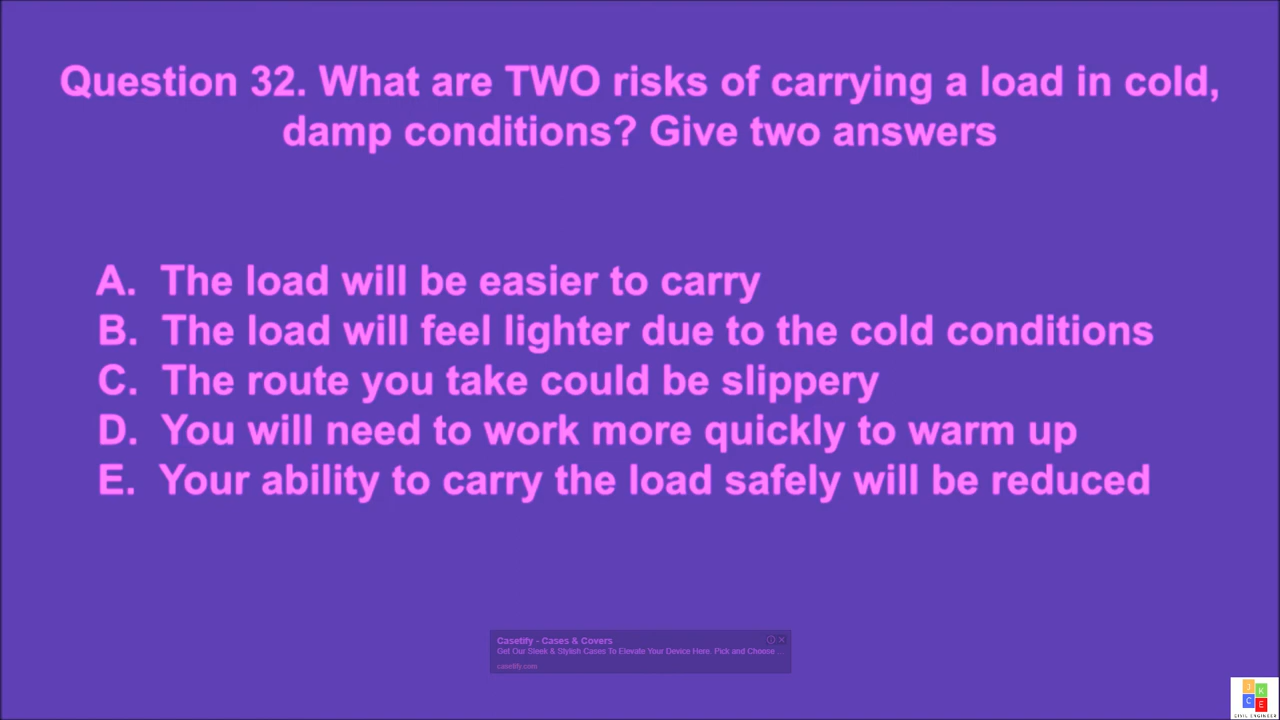 Question 32. What are TWO risks of carrying a load in cold,
damp conditions? Give two answers
A. The load will be easier to carry
B. The load will feel lighter due to the cold conditions
C. The route you take could be slippery
D. You will need to work more quickly to warm up
E. Your ability to carry the load safely will be reduced
Casetify - Cases & Covers
Get Our Sleek & Stylish Cases To Elevate Your Device Here. Pick and Choose ...
casetify.com
J K
C E
CIVIL ENGINEER